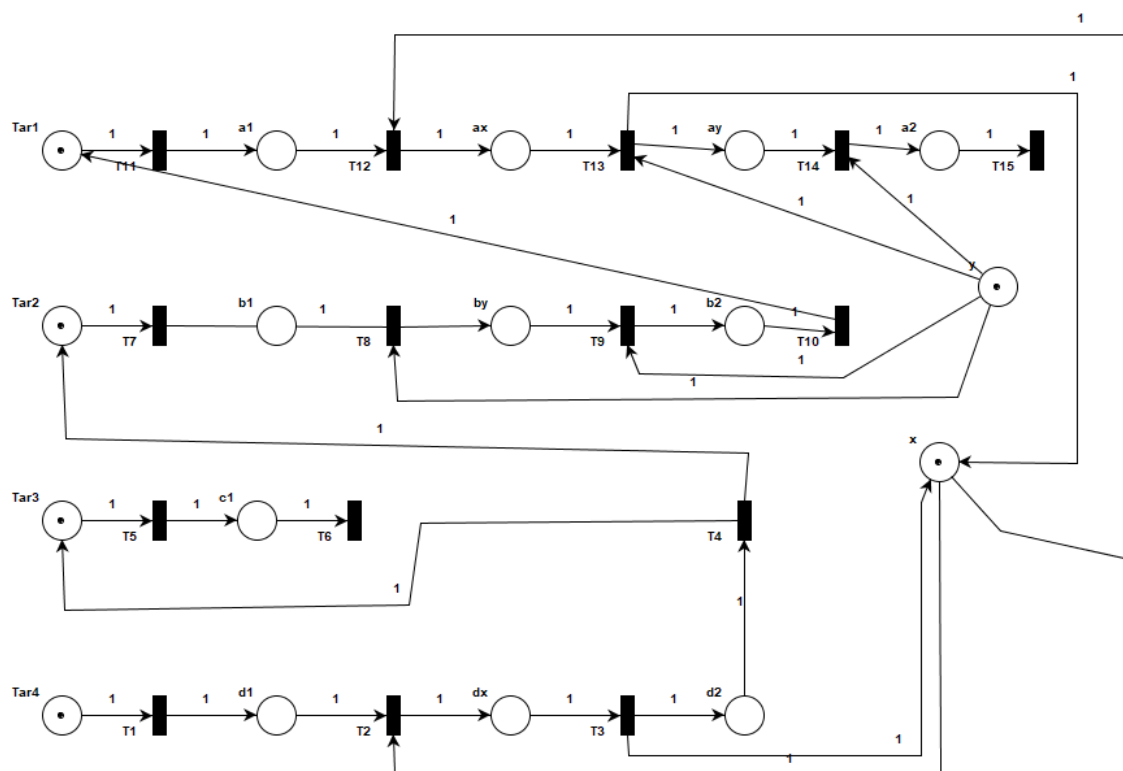 1
1
Tar1 1 1 a1 1 1 ax 1 1 ay 1 1 a2 1
T11 T12 T13 T14 T15
1 1 1
y
Tar2 1 b1 1 1 by 1 1 b2 1
T7 T8 T9 T10 1
1
1
x
Tar3 1 1 c1 1
T5 T6 T4
1
1
Tar4 1 1 d1 1 1 dx 1 1 d2
T1 T2 T3 1
1